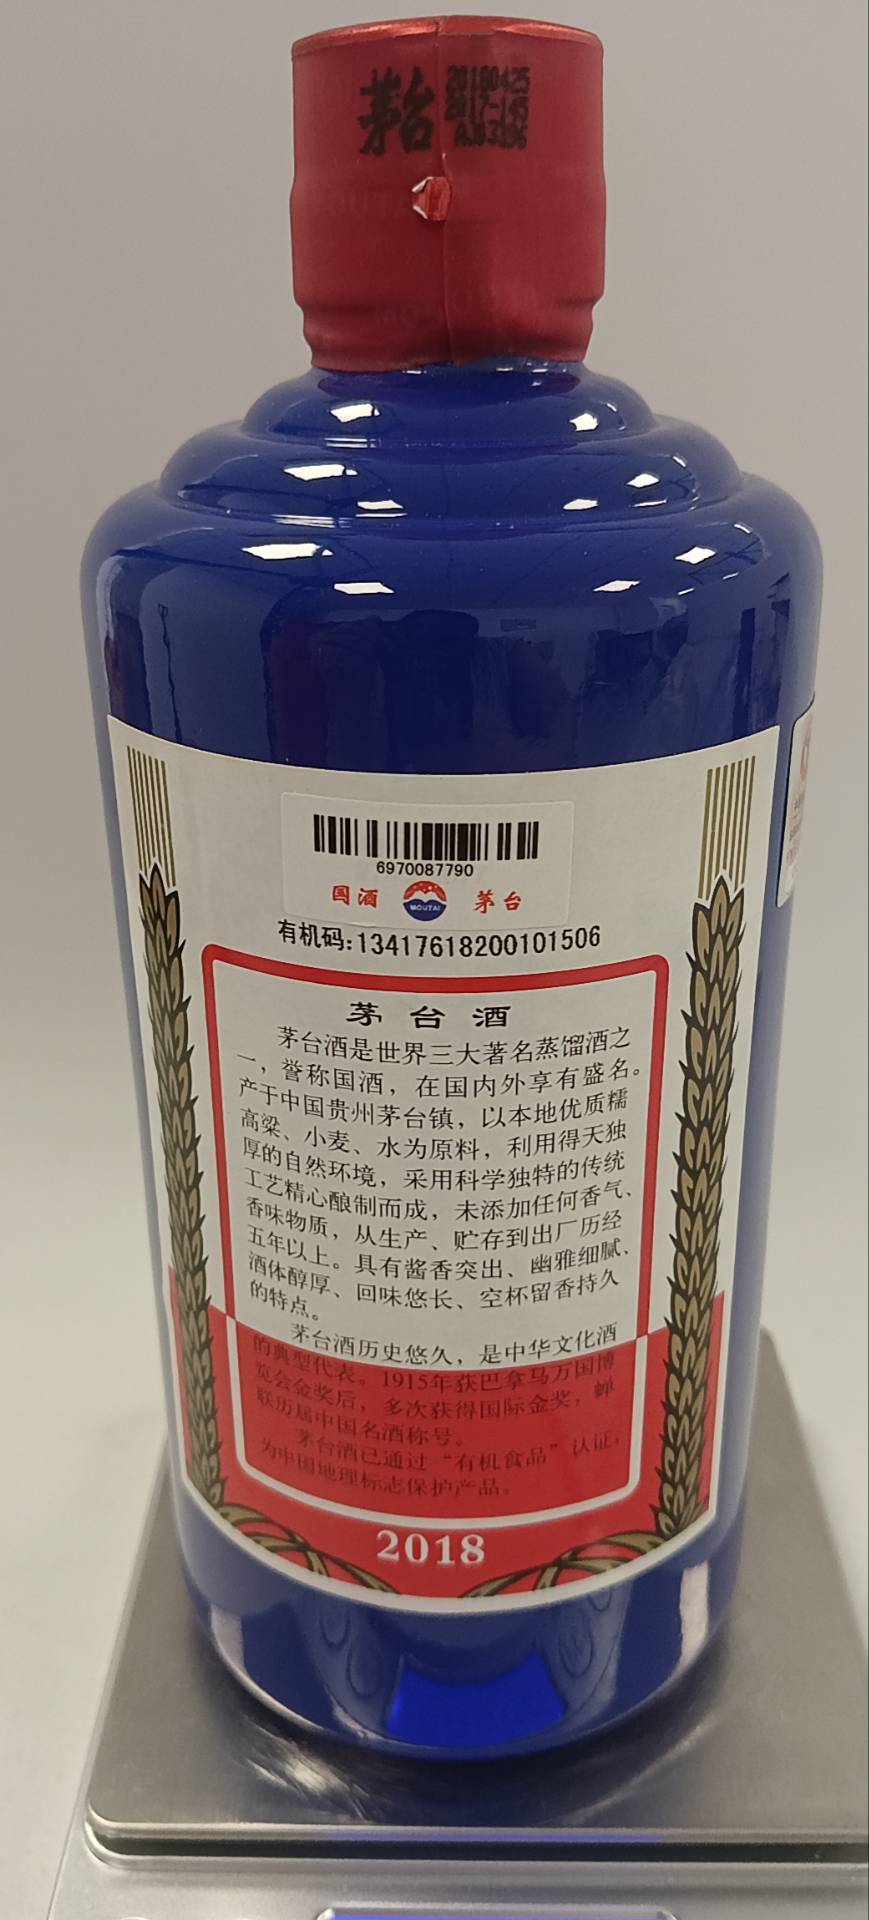 茅台
20180425
2017-145
6970087790
国酒 MOUTAI 茅台
有机码:13417618200101506
茅台酒
茅台酒是世界三大著名蒸馏酒之
一，誉称国酒，在国内外享有盛名。
产于中国贵州茅台镇，以本地优质糯
高粱、小麦、水为原料，利用得天独
厚的自然环境，采用科学独特的传统
工艺精心酿制而成，未添加任何香气、
香味物质，从生产、贮存到出厂历经
五年以上。具有酱香突出、幽雅细腻、
酒体醇厚、回味悠长、空杯留香持久
的特点。
茅台酒历史悠久，是中华文化酒
的典型代表。1915年获巴拿马万国博
览会金奖后，多次获得国际金奖，蝉
联历届中国名酒称号。
茅台酒已通过“有机食品”认证，
为中国地理标志保护产品。
2018